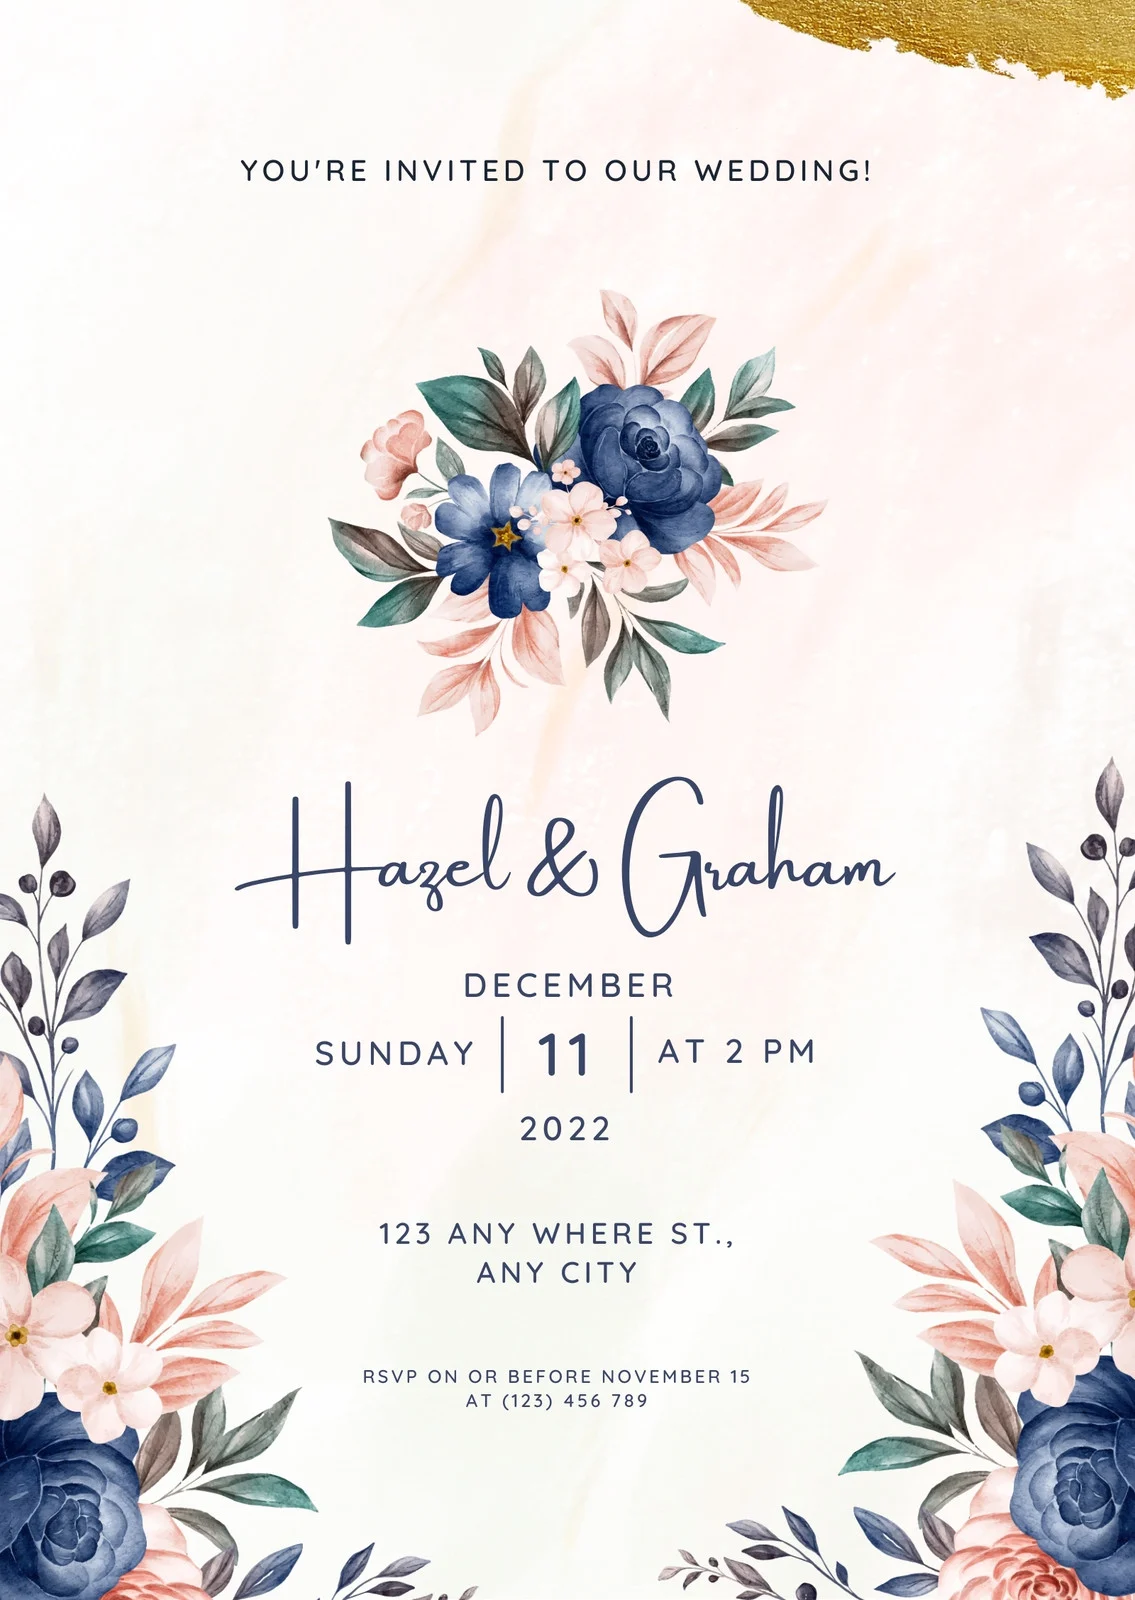 YOU'RE INVITED TO OUR WEDDING!
Hazel & Graham
DECEMBER
SUNDAY 11 AT 2 PM
2022
123 ANY WHERE ST.,
ANY CITY
RSVP ON OR BEFORE NOVEMBER 15
AT (123) 456 789